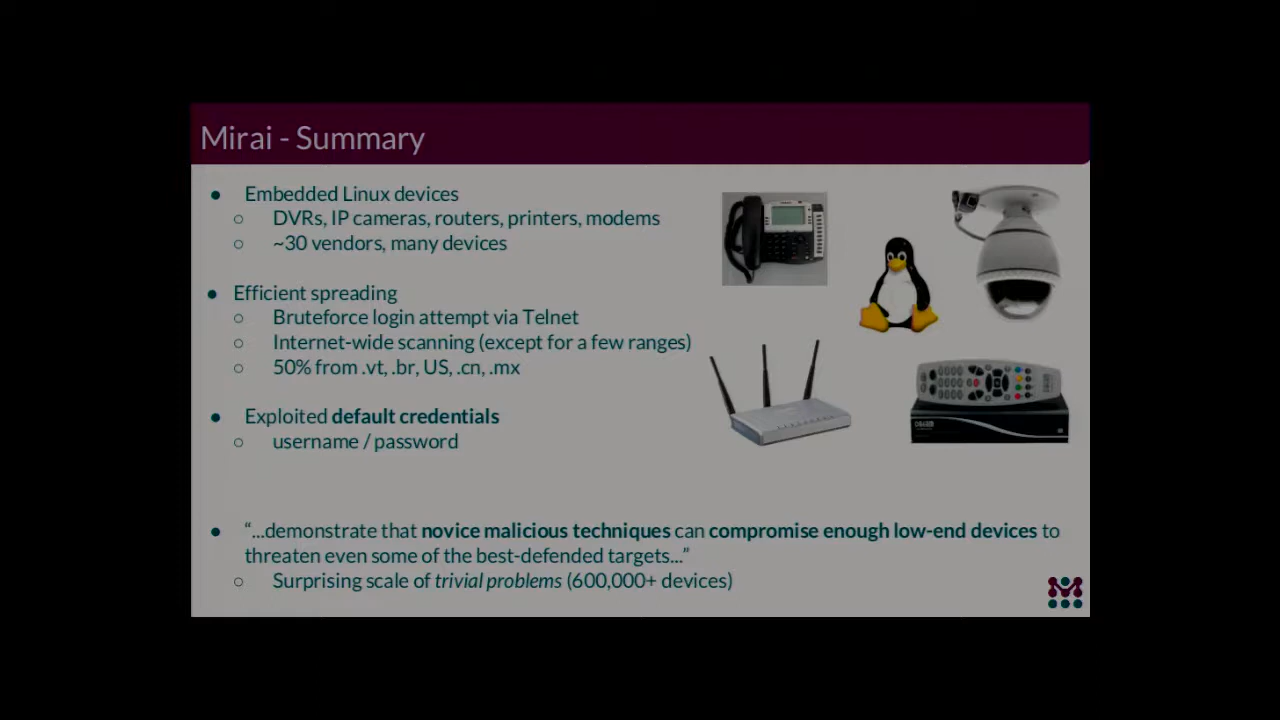 Mirai - Summary
● Embedded Linux devices
○ DVRs, IP cameras, routers, printers, modems
○ ~30 vendors, many devices
● Efficient spreading
○ Bruteforce login attempt via Telnet
○ Internet-wide scanning (except for a few ranges)
○ 50% from .vt, .br, US, .cn, .mx
● Exploited default credentials
○ username / password
● “...demonstrate that novice malicious techniques can compromise enough low-end devices to
threaten even some of the best-defended targets...”
○ Surprising scale of trivial problems (600,000+ devices)